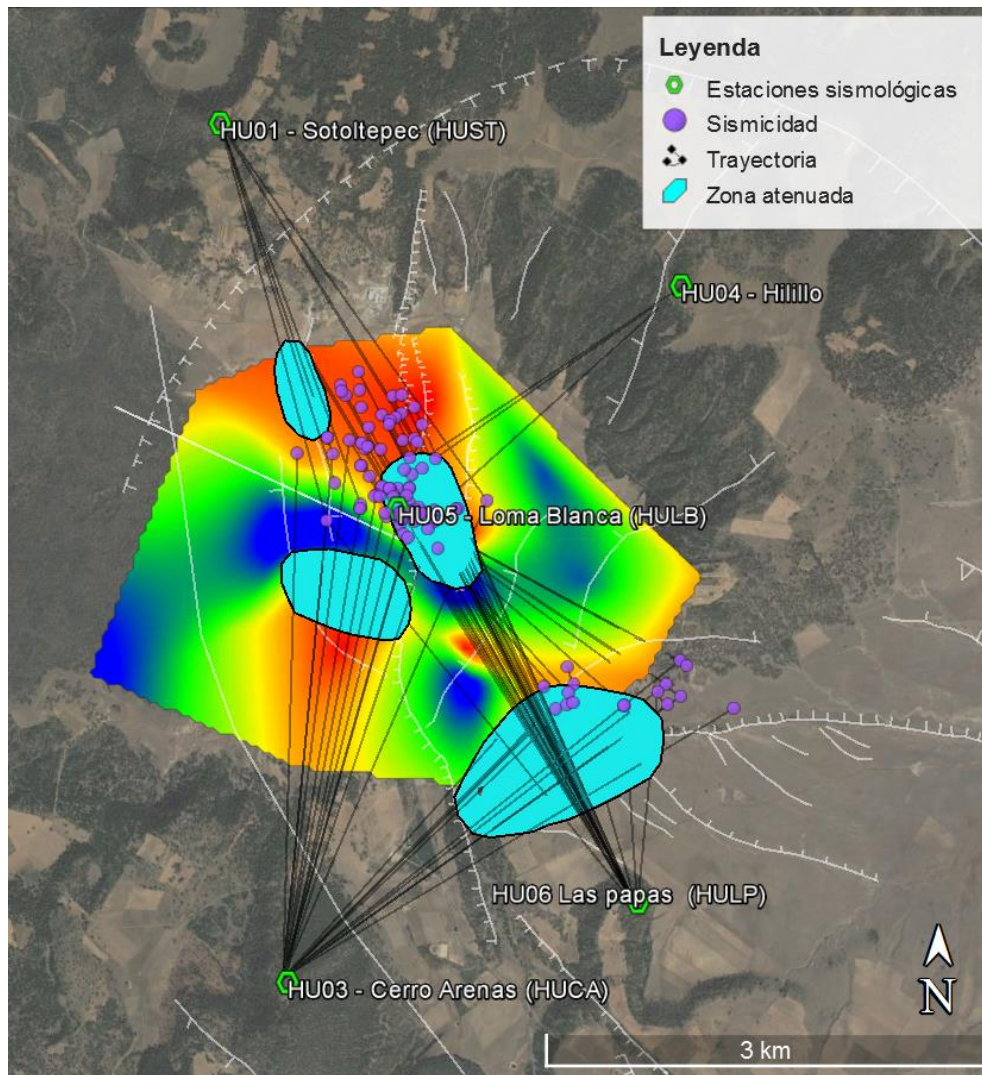 Leyenda
Estaciones sismológicas
Sismicidad
Trayectoria
Zona atenuada
HU01 - Sotoltepec (HUST)
HU04 - Hilillo
HU05 - Loma Blanca (HULB)
HU06 Las papas (HULP)
HU03 - Cerro Arenas (HUCA)
N
3 km